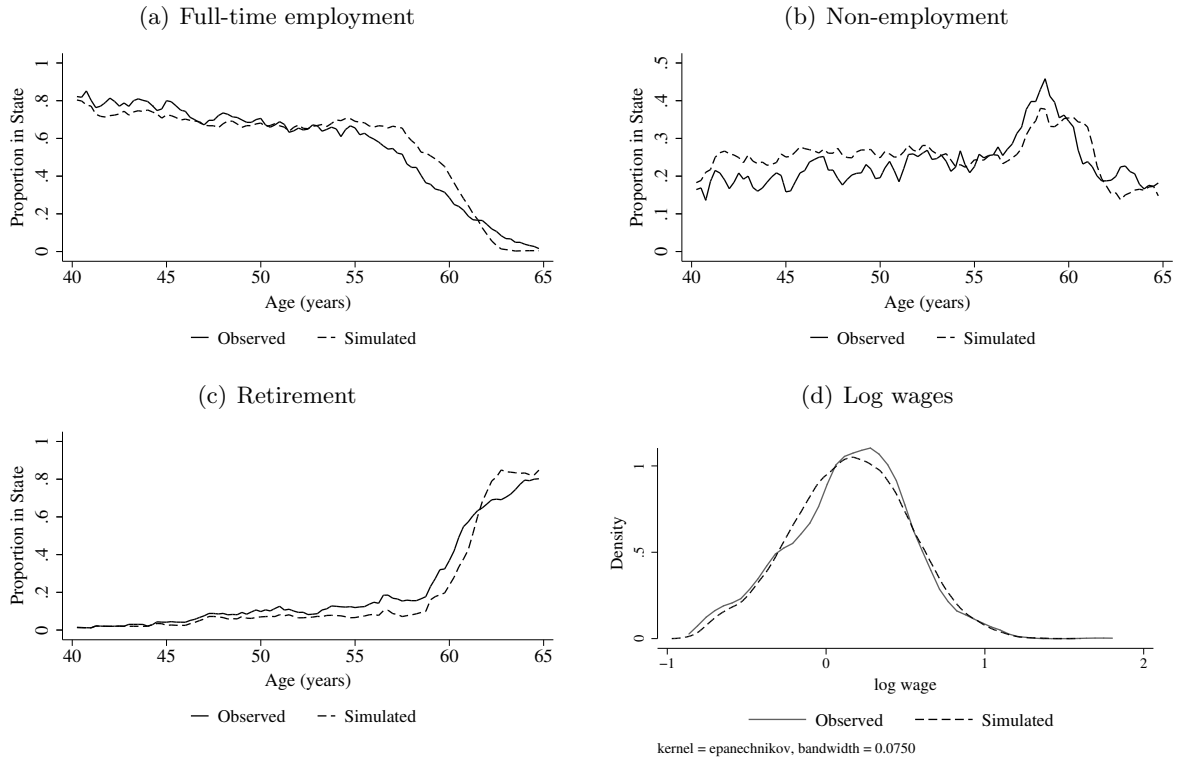 (a) Full-time employment
Proportion in State
1
.8
.6
.4
.2
0
40 45 50 55 60 65
Age (years)
Observed Simulated
(b) Non-employment
Proportion in State
.5
.4
.3
.2
.1
0
40 45 50 55 60 65
Age (years)
Observed Simulated
(c) Retirement
Proportion in State
1
.8
.6
.4
.2
0
40 45 50 55 60 65
Age (years)
Observed Simulated
(d) Log wages
Density
1
.5
0
−1 0 1 2
log wage
Observed Simulated
kernel = epanechnikov, bandwidth = 0.0750